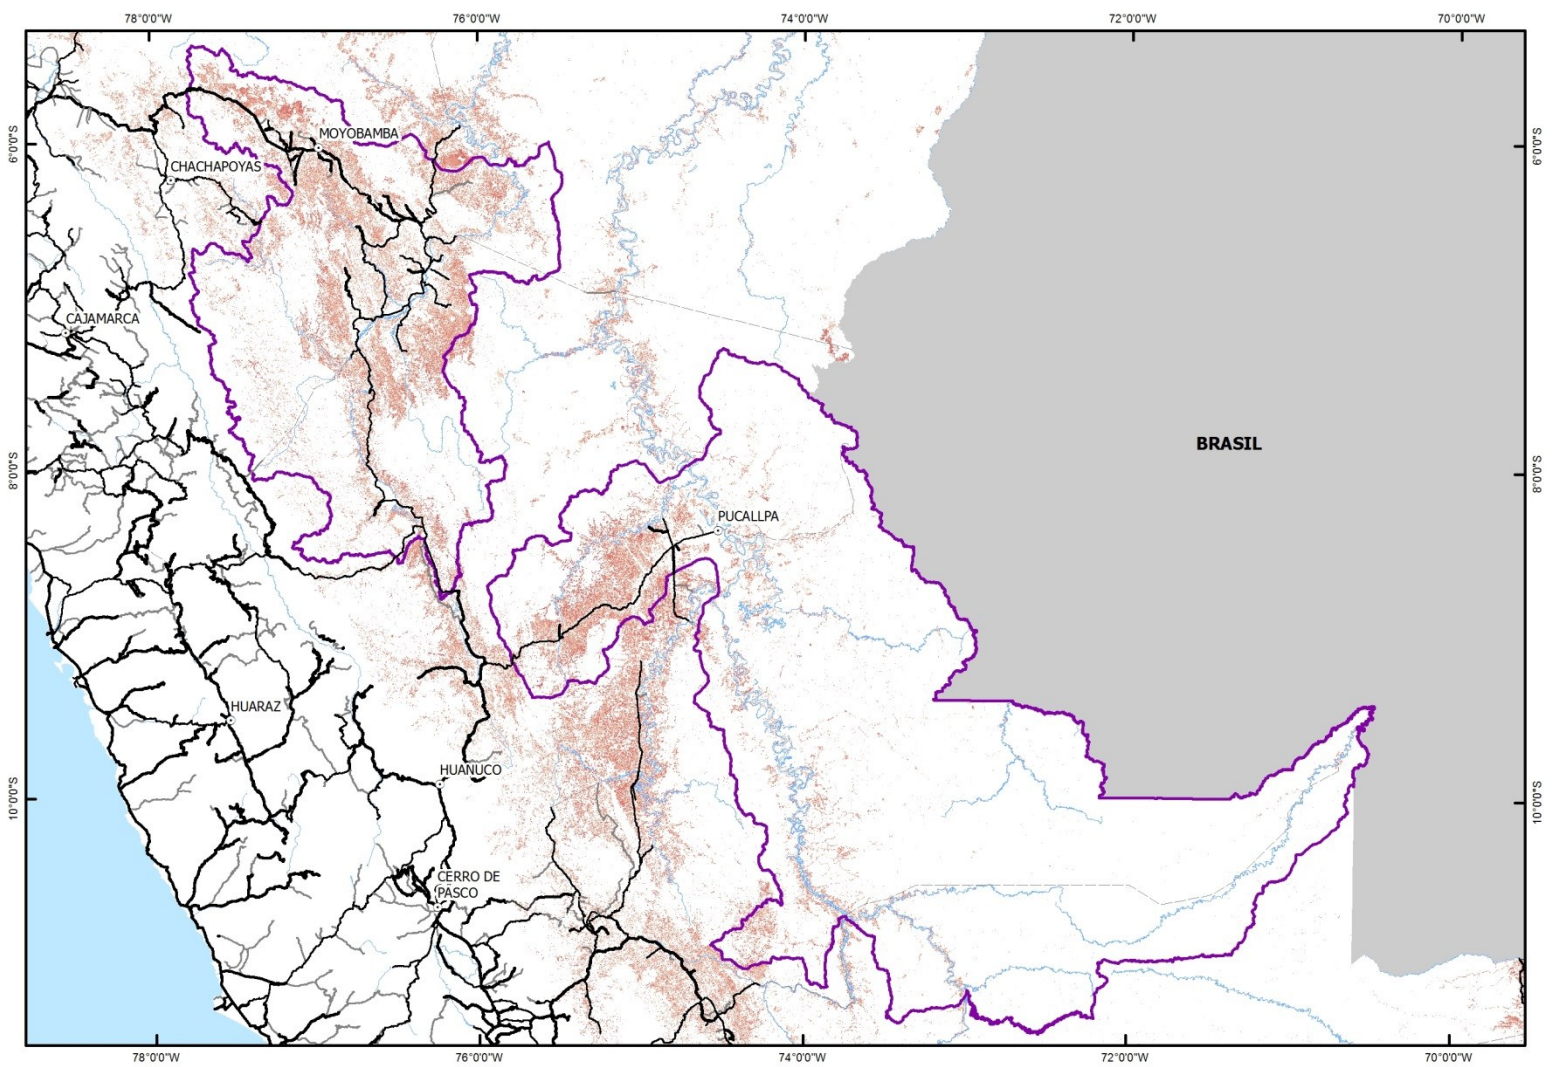 78°0'0"W
76°0'0"W
74°0'0"W
72°0'0"W
70°0'0"W
6°0'0"S
6°0'0"S
MOYOBAMBA
CHACHAPOYAS
CAJAMARCA
BRASIL
8°0'0"S
8°0'0"S
PUCALLPA
HUARAZ
HUANUCO
10°0'0"S
10°0'0"S
CERRO DE
PASCO
78°0'0"W
76°0'0"W
74°0'0"W
72°0'0"W
70°0'0"W